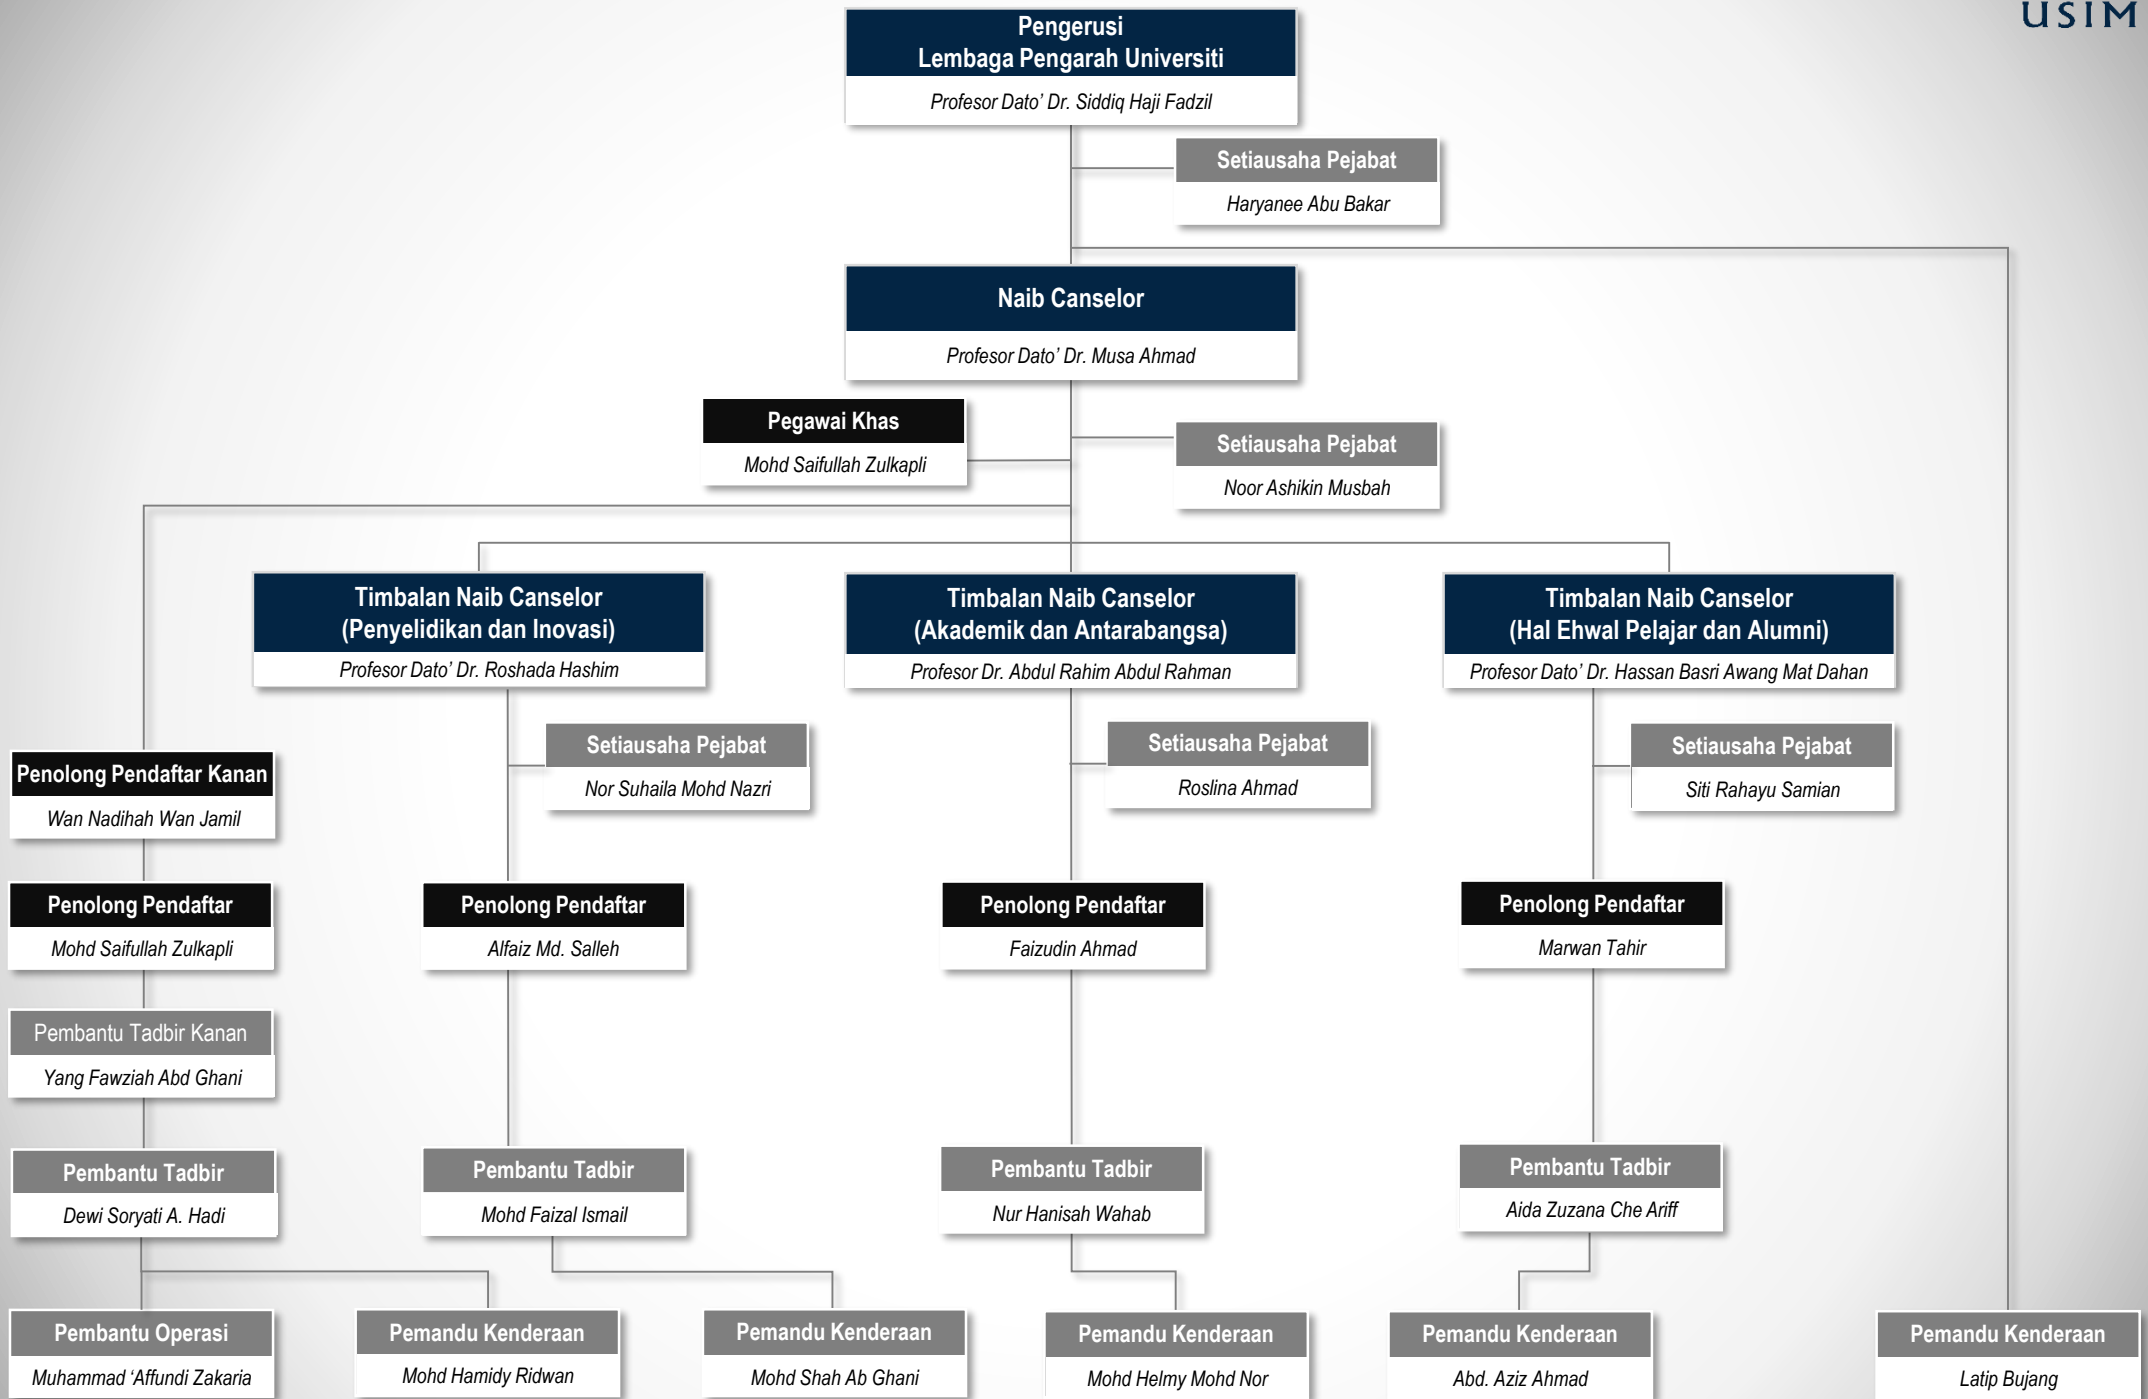 USIM
Pengerusi
Lembaga Pengarah Universiti
Profesor Dato’ Dr. Siddiq Haji Fadzil
Setiausaha Pejabat
Haryanee Abu Bakar
Naib Canselor
Profesor Dato’ Dr. Musa Ahmad
Pegawai Khas
Mohd Saifullah Zulkapli
Setiausaha Pejabat
Noor Ashikin Musbah
Timbalan Naib Canselor
(Penyelidikan dan Inovasi)
Profesor Dato’ Dr. Roshada Hashim
Timbalan Naib Canselor
(Akademik dan Antarabangsa)
Profesor Dr. Abdul Rahim Abdul Rahman
Timbalan Naib Canselor
(Hal Ehwal Pelajar dan Alumni)
Profesor Dato’ Dr. Hassan Basri Awang Mat Dahan
Setiausaha Pejabat
Nor Suhaila Mohd Nazri
Setiausaha Pejabat
Roslina Ahmad
Setiausaha Pejabat
Siti Rahayu Samian
Penolong Pendaftar Kanan
Wan Nadihah Wan Jamil
Penolong Pendaftar
Mohd Saifullah Zulkapli
Penolong Pendaftar
Alfaiz Md. Salleh
Penolong Pendaftar
Faizudin Ahmad
Penolong Pendaftar
Marwan Tahir
Pembantu Tadbir Kanan
Yang Fawziah Abd Ghani
Pembantu Tadbir
Dewi Soryati A. Hadi
Pembantu Tadbir
Mohd Faizal Ismail
Pembantu Tadbir
Nur Hanisah Wahab
Pembantu Tadbir
Aida Zuzana Che Ariff
Pembantu Operasi
Muhammad ‘Affundi Zakaria
Pemandu Kenderaan
Mohd Hamidy Ridwan
Pemandu Kenderaan
Mohd Shah Ab Ghani
Pemandu Kenderaan
Mohd Helmy Mohd Nor
Pemandu Kenderaan
Abd. Aziz Ahmad
Pemandu Kenderaan
Latip Bujang